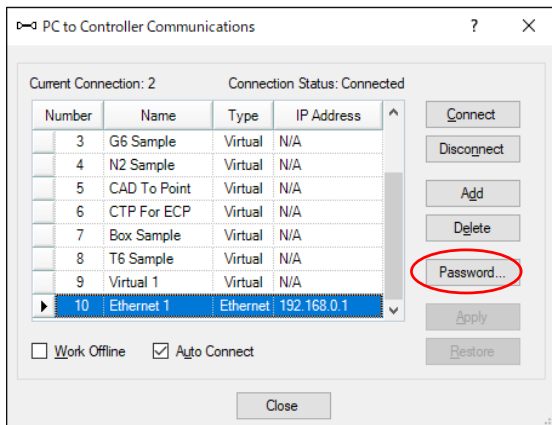 PC to Controller Communications
Current Connection: 2 Connection Status: Connected
Number Name Type IP Address
3 G6 Sample Virtual N/A
4 N2 Sample Virtual N/A
5 CAD To Point Virtual N/A
6 CTP For ECP Virtual N/A
7 Box Sample Virtual N/A
8 T6 Sample Virtual N/A
9 Virtual 1 Virtual N/A
10 Ethernet 1 Ethernet 192.168.0.1
Connect
Disconnect
Add
Delete
Password...
Apply
Restore
Work Offline Auto Connect
Close